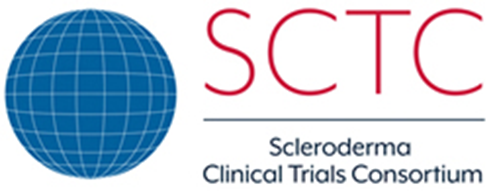 SCTC
Scleroderma
Clinical Trials Consortium